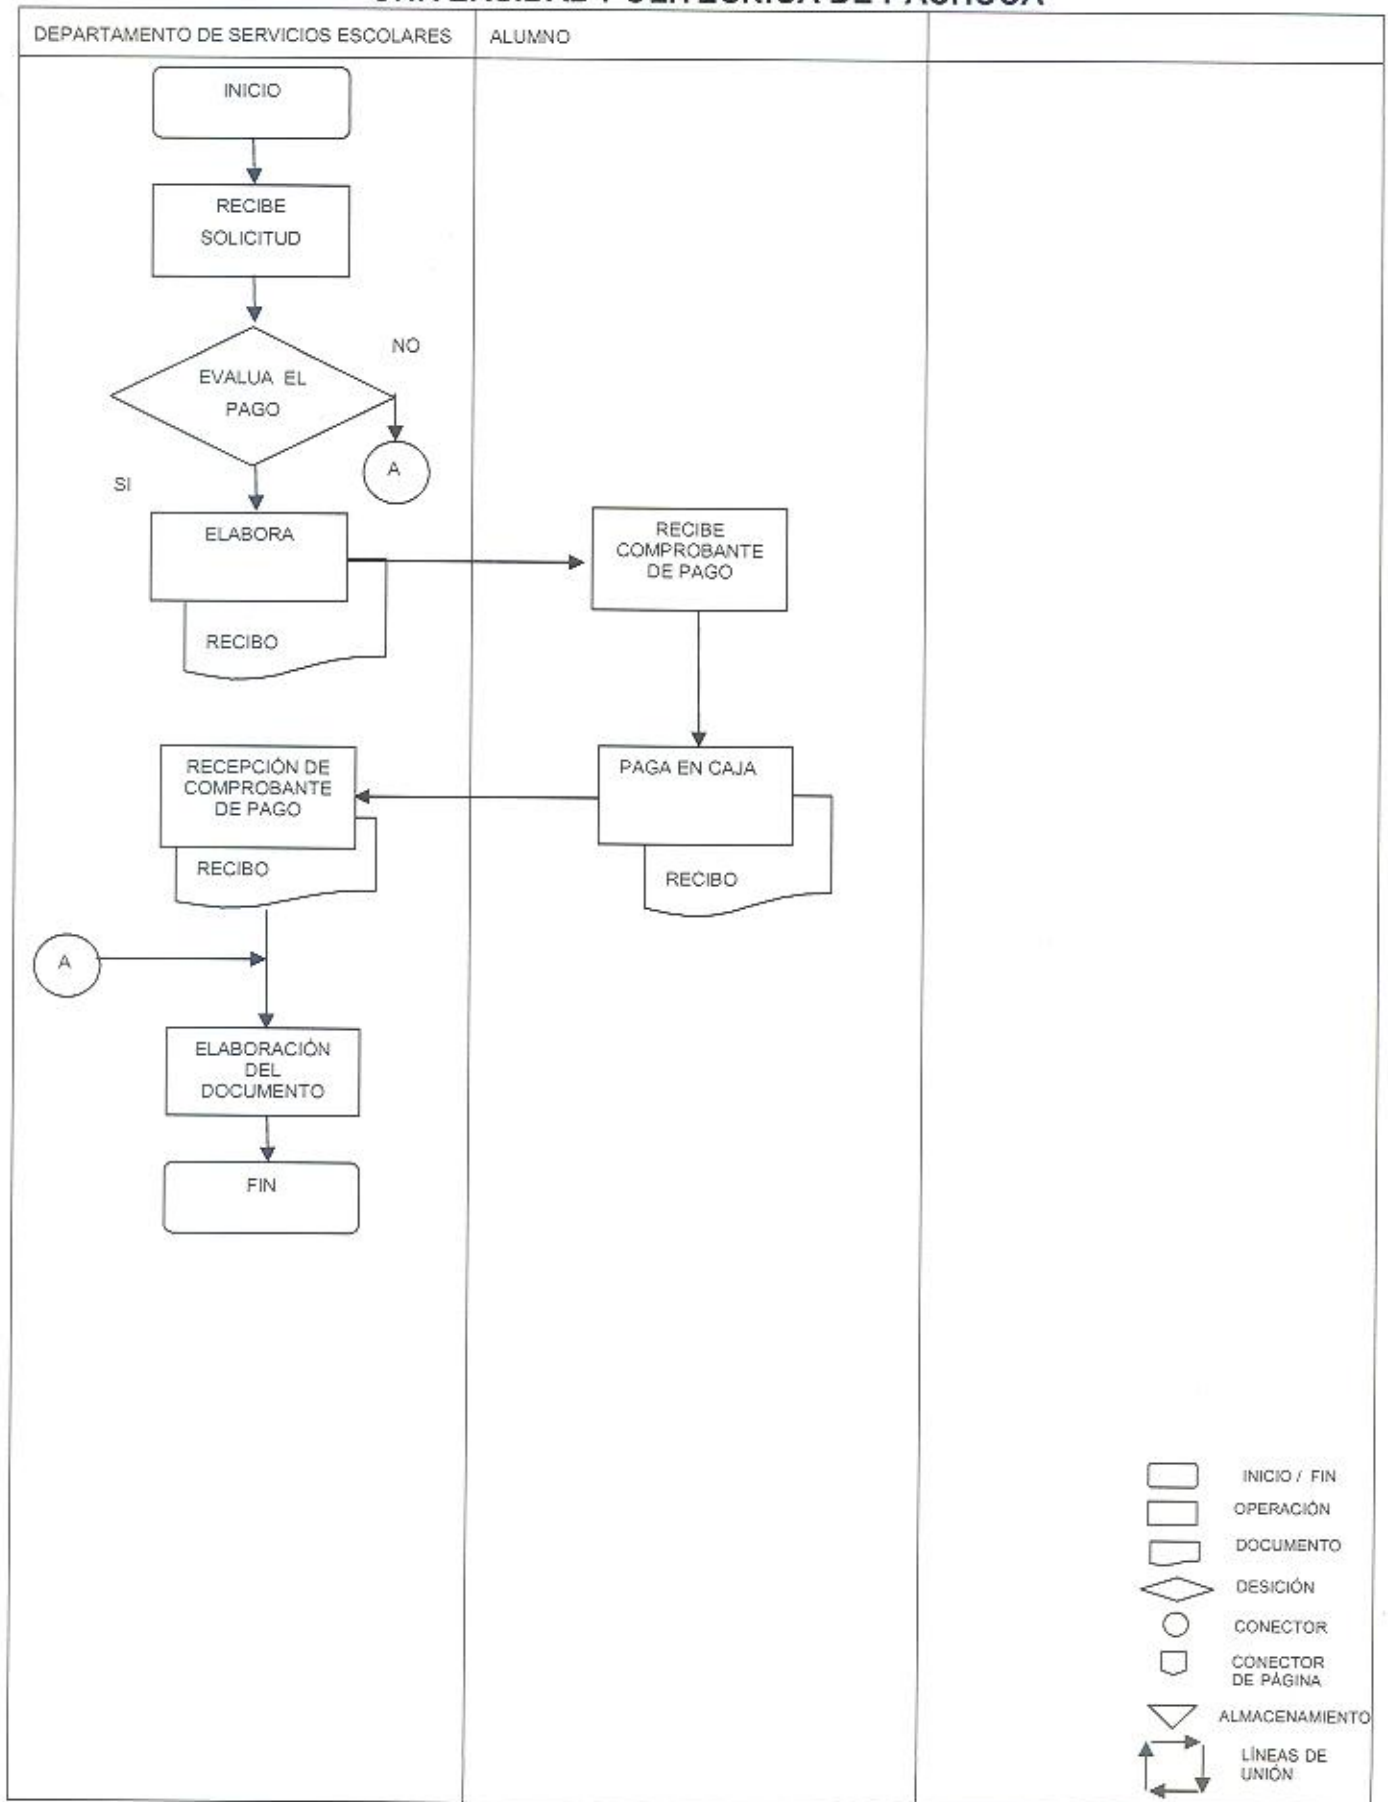 DEPARTAMENTO DE SERVICIOS ESCOLARES
ALUMNO
INICIO
RECIBE
SOLICITUD
NO
EVALUA EL
PAGO
A
SI
ELABORA
RECIBO
RECIBE
COMPROBANTE
DE PAGO
PAGA EN CAJA
RECIBO
RECEPCIÓN DE
COMPROBANTE
DE PAGO
RECIBO
A
ELABORACIÓN
DEL
DOCUMENTO
FIN
INICIO / FIN
OPERACIÓN
DOCUMENTO
DESICIÓN
CONECTOR
CONECTOR
DE PÁGINA
ALMACENAMIENTO
LÍNEAS DE
UNIÓN